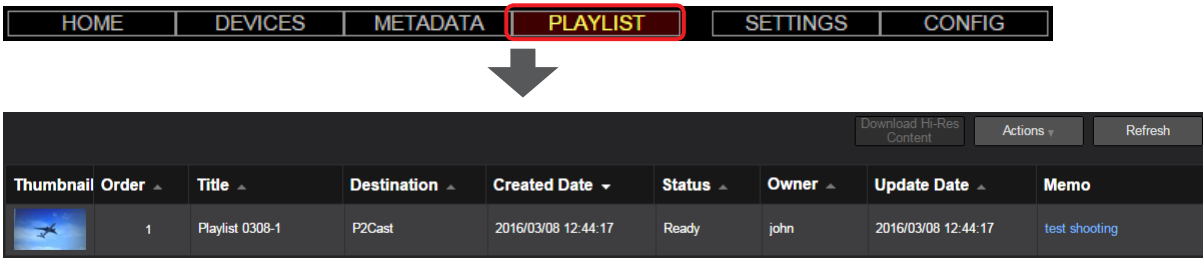 HOME DEVICES METADATA PLAYLIST SETTINGS CONFIG
Download Hi-Res
Content
Actions Refresh
Thumbnail Order Title Destination Created Date Status Owner Update Date Memo
1 Playlist 0308-1 P2Cast 2016/03/08 12:44:17 Ready john 2016/03/08 12:44:17 test shooting